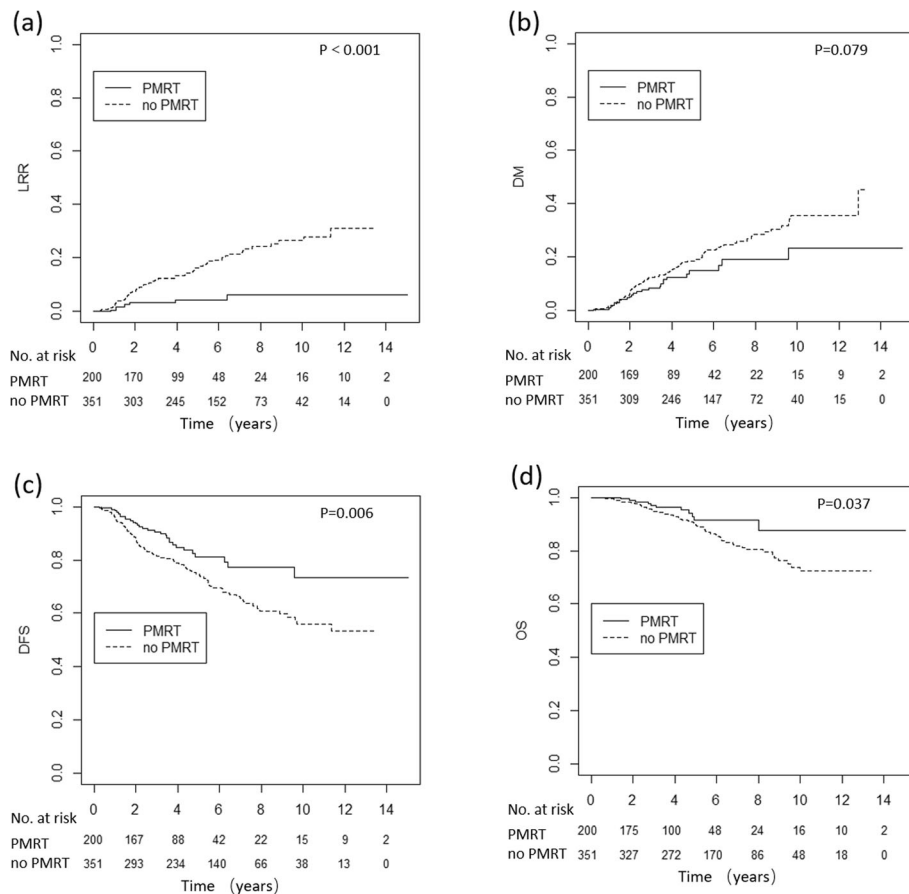 (a)
P < 0.001
PMRT
no PMRT
LRR
1.0
0.8
0.6
0.4
0.2
0.0
0 2 4 6 8 10 12 14
No. at risk
PMRT 200 170 99 48 24 16 10 2
no PMRT 351 303 245 152 73 42 14 0
Time (years)
(b)
P=0.079
PMRT
no PMRT
DM
1.0
0.8
0.6
0.4
0.2
0.0
0 2 4 6 8 10 12 14
No. at risk
PMRT 200 169 89 42 22 15 9 2
no PMRT 351 309 246 147 72 40 15 0
Time (years)
(c)
P=0.006
PMRT
no PMRT
DFS
1.0
0.8
0.6
0.4
0.2
0.0
0 2 4 6 8 10 12 14
No. at risk
PMRT 200 167 88 42 22 15 9 2
no PMRT 351 293 234 140 66 38 13 0
Time (years)
(d)
P=0.037
PMRT
no PMRT
OS
1.0
0.8
0.6
0.4
0.2
0.0
0 2 4 6 8 10 12 14
No. at risk
PMRT 200 175 100 48 24 16 10 2
no PMRT 351 327 272 170 86 48 18 0
Time (years)